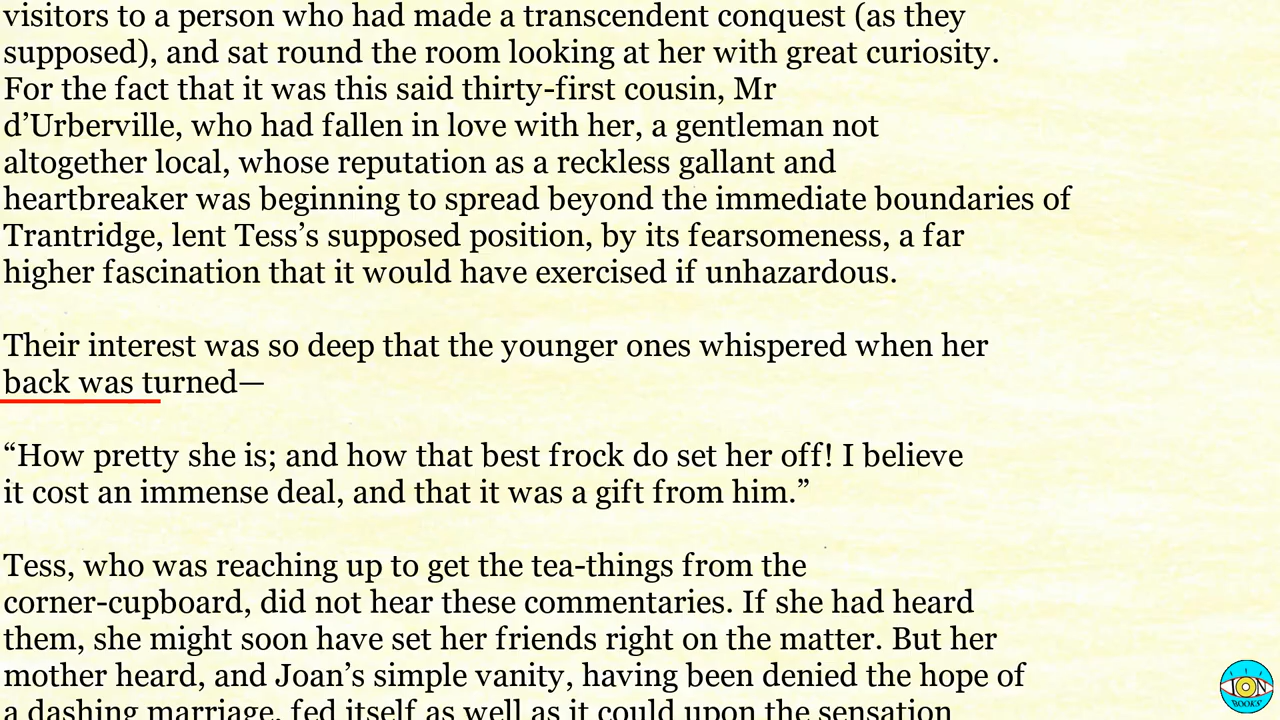 visitors to a person who had made a transcendent conquest (as they
supposed), and sat round the room looking at her with great curiosity.
For the fact that it was this said thirty-first cousin, Mr
d’Urberville, who had fallen in love with her, a gentleman not
altogether local, whose reputation as a reckless gallant and
heartbreaker was beginning to spread beyond the immediate boundaries of
Trantridge, lent Tess’s supposed position, by its fearsomeness, a far
higher fascination that it would have exercised if unhazardous.
Their interest was so deep that the younger ones whispered when her
back was turned—
“How pretty she is; and how that best frock do set her off! I believe
it cost an immense deal, and that it was a gift from him.”
Tess, who was reaching up to get the tea-things from the
corner-cupboard, did not hear these commentaries. If she had heard
them, she might soon have set her friends right on the matter. But her
mother heard, and Joan’s simple vanity, having been denied the hope of
a dashing marriage, fed itself as well as it could upon the sensation
ION
BOOKS